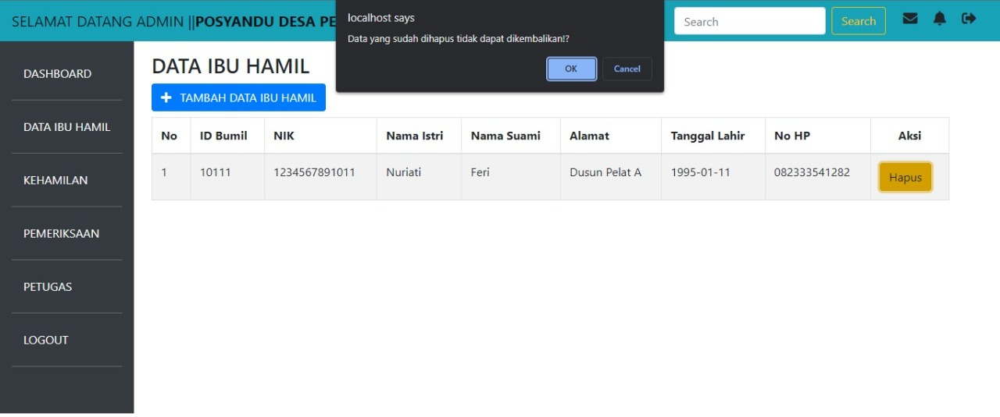 SELAMAT DATANG ADMIN ||POSYANDU DESA PE
localhost says
Data yang sudah dihapus tidak dapat dikembalikan!?
OK
Cancel
Search
Search
DASHBOARD
DATA IBU HAMIL
KEHAMILAN
PEMERIKSAAN
PETUGAS
LOGOUT
DATA IBU HAMIL
TAMBAH DATA IBU HAMIL
No ID Bumil NIK Nama Istri Nama Suami Alamat Tanggal Lahir No HP Aksi
1 10111 1234567891011 Nuriati Feri Dusun Pelat A 1995-01-11 082333541282 Hapus